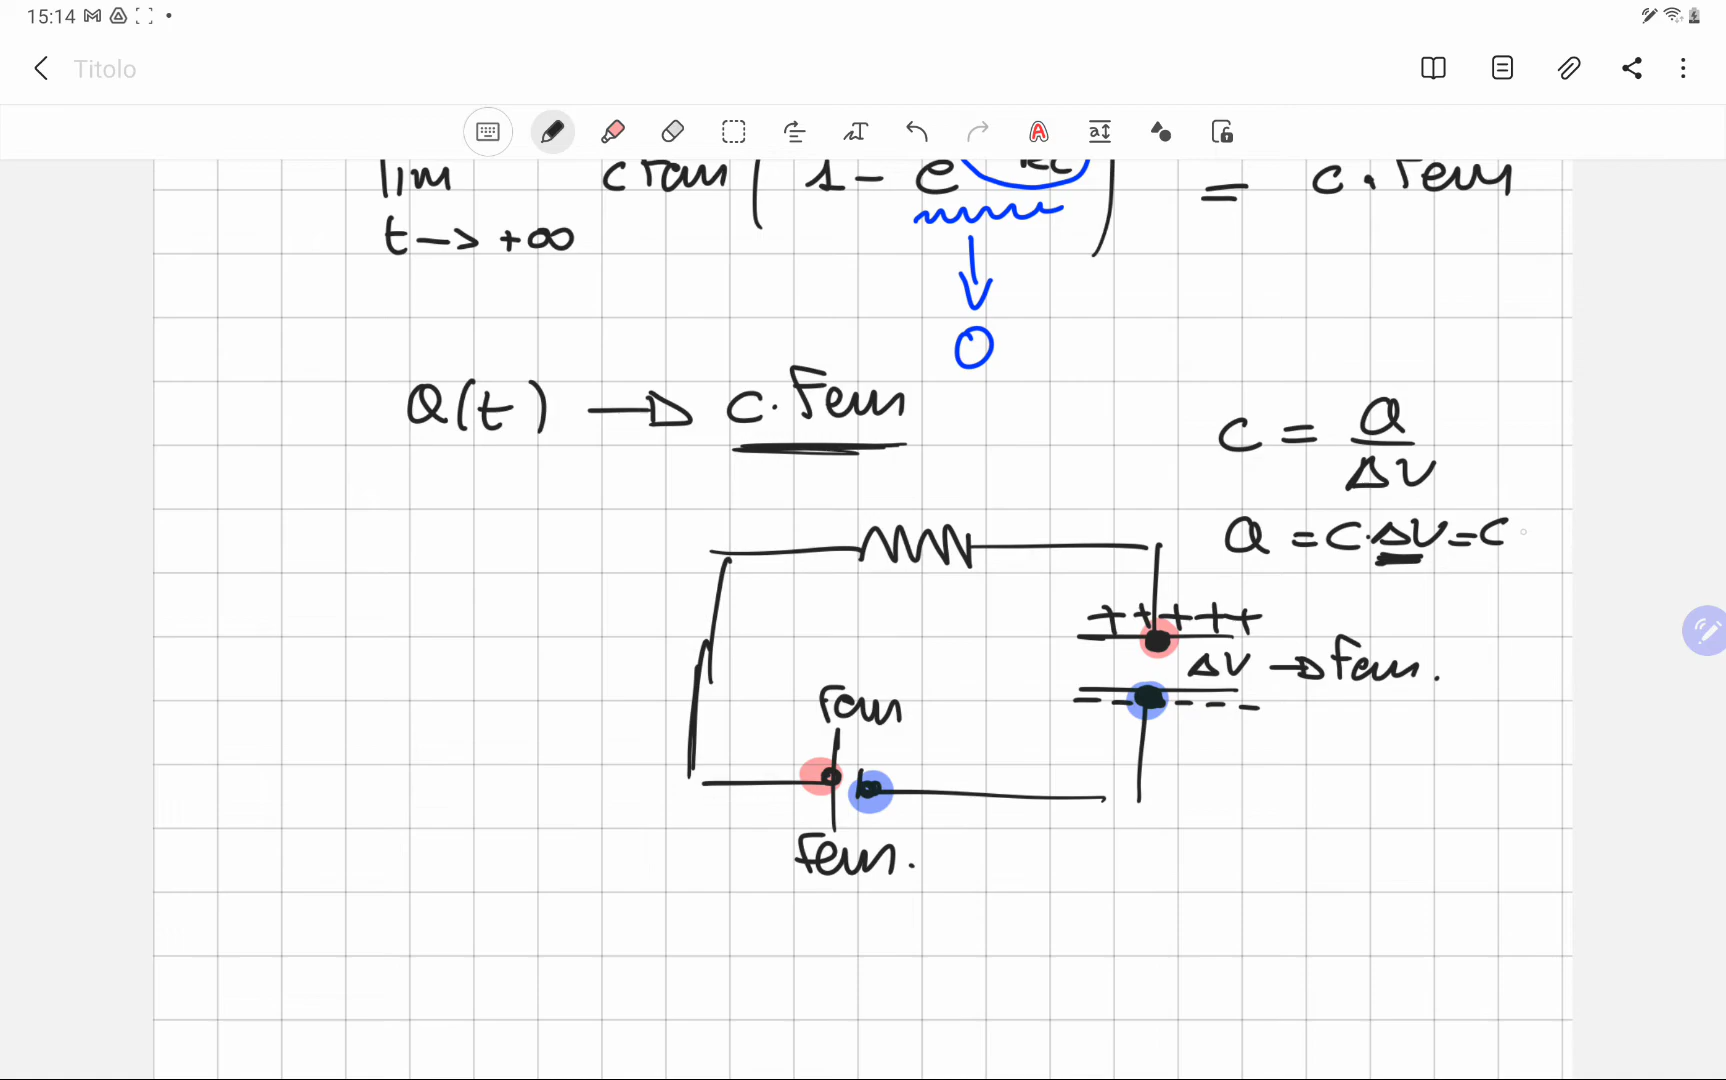 15:14
Titolo
lim c Fem ( 1 - e ) = c . Fem
t -> +∞
0
Q(t) → c. Fem
c = Q / ΔV
Q = C·ΔV = C
+ + + + +
ΔV → Fem.
- - - - -
Fem
Fem.